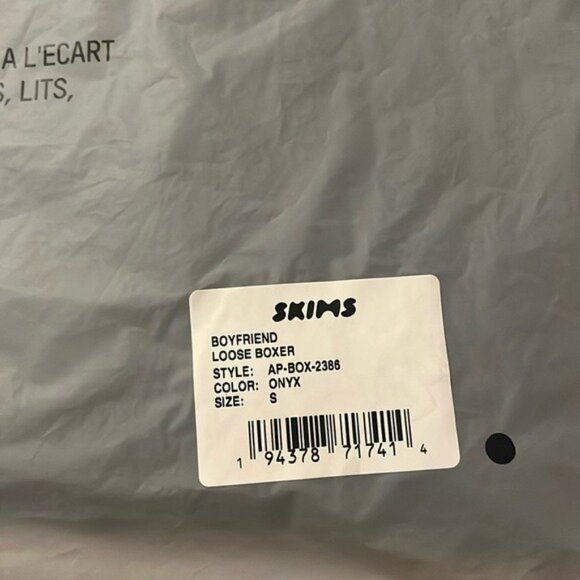 A L'ECART
S, LITS,
SKIMS
BOYFRIEND
LOOSE BOXER
STYLE: AP-BOX-2386
COLOR: ONYX
SIZE: S
1 94378 71741 4